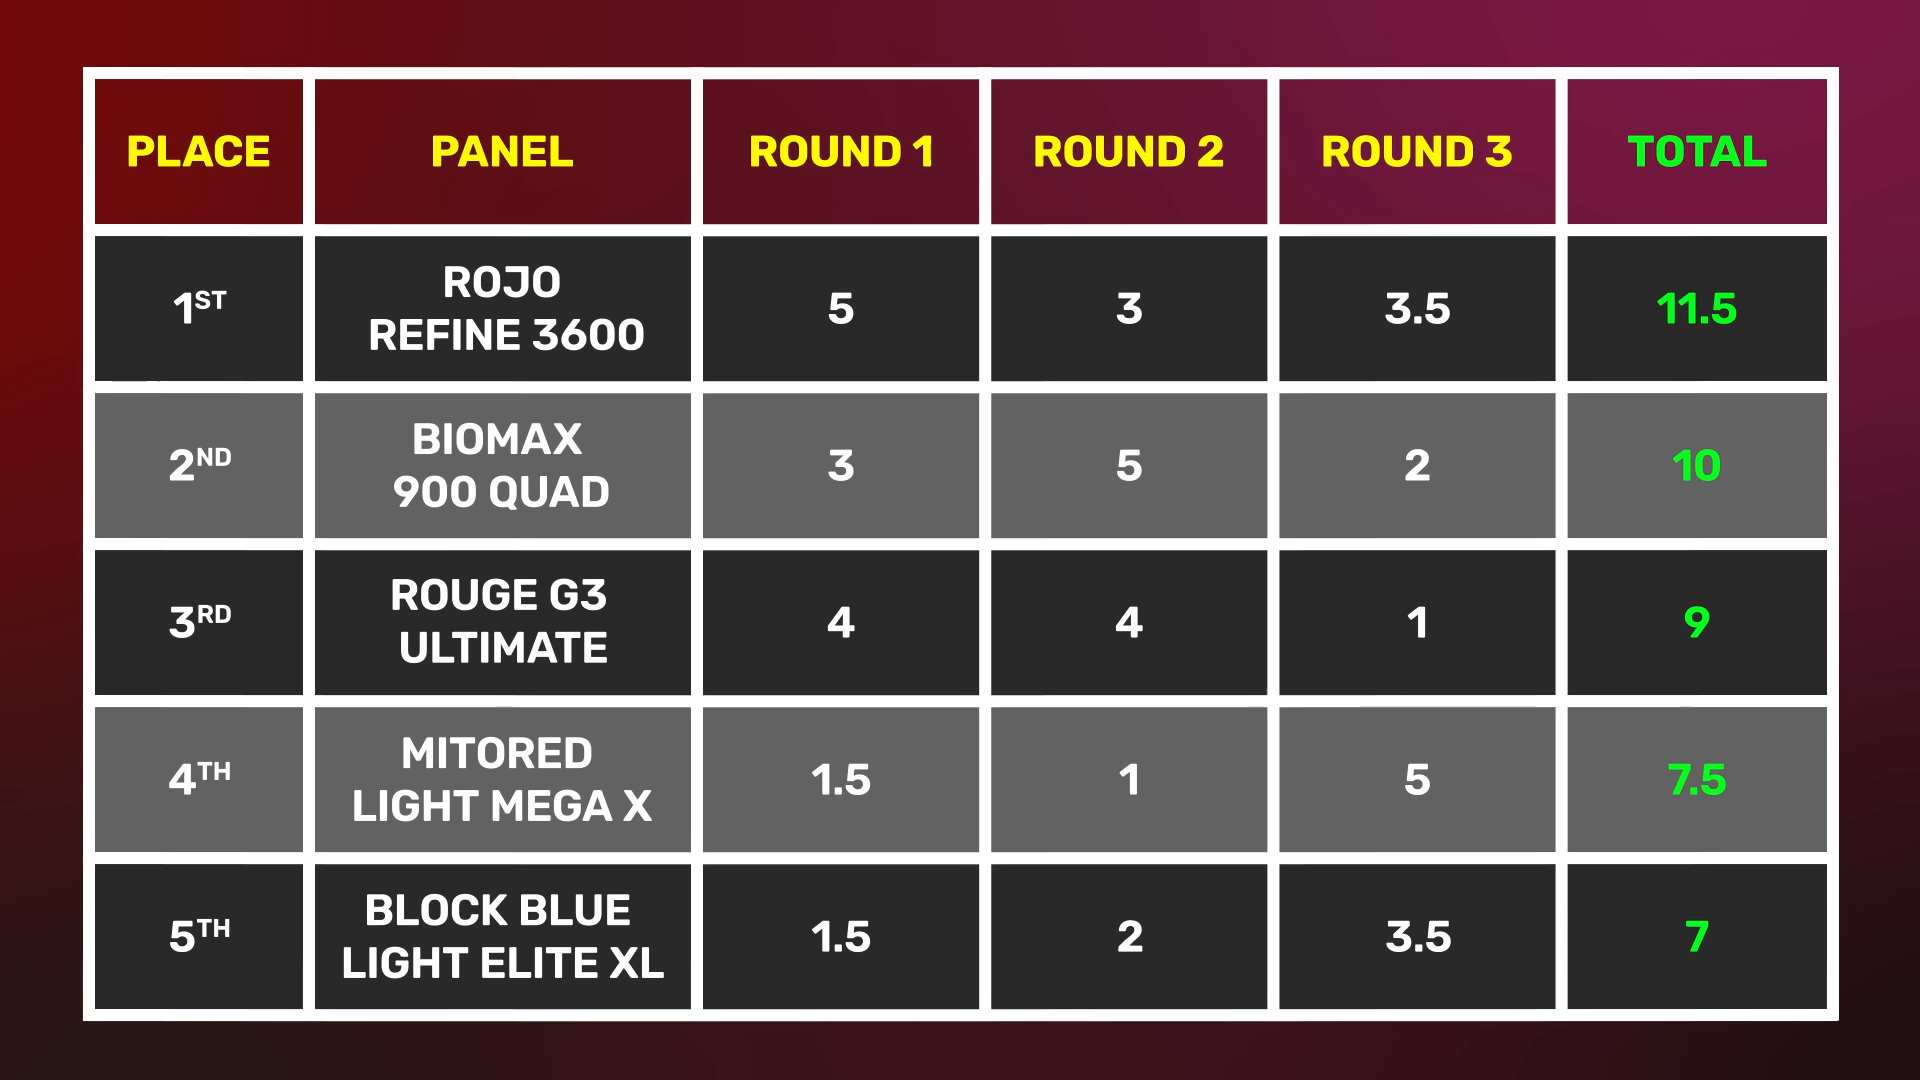 PLACE PANEL ROUND 1 ROUND 2 ROUND 3 TOTAL
1ST ROJO
REFINE 3600 5 3 3.5 11.5
2ND BIOMAX
900 QUAD 3 5 2 10
3RD ROUGE G3
ULTIMATE 4 4 1 9
4TH MITORED
LIGHT MEGA X 1.5 1 5 7.5
5TH BLOCK BLUE
LIGHT ELITE XL 1.5 2 3.5 7